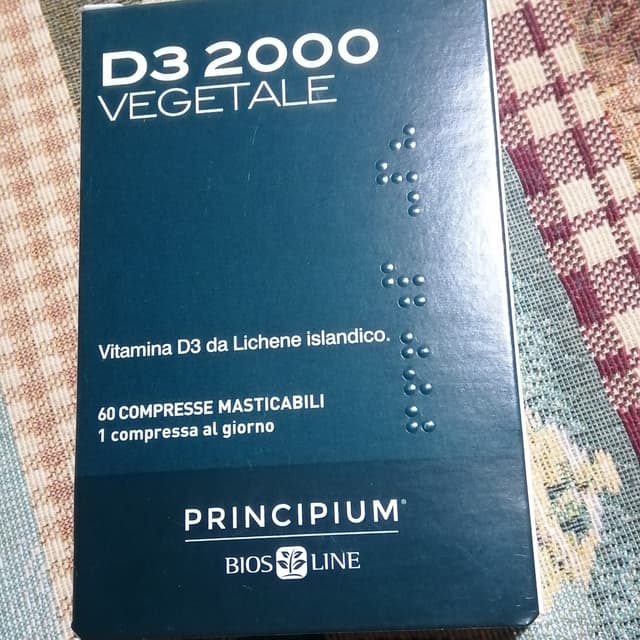 D3 2000
VEGETALE
Vitamina D3 da Lichene islandico.
60 COMPRESSE MASTICABILI
1 compressa al giorno
PRINCIPIUM®
BIOS LINE